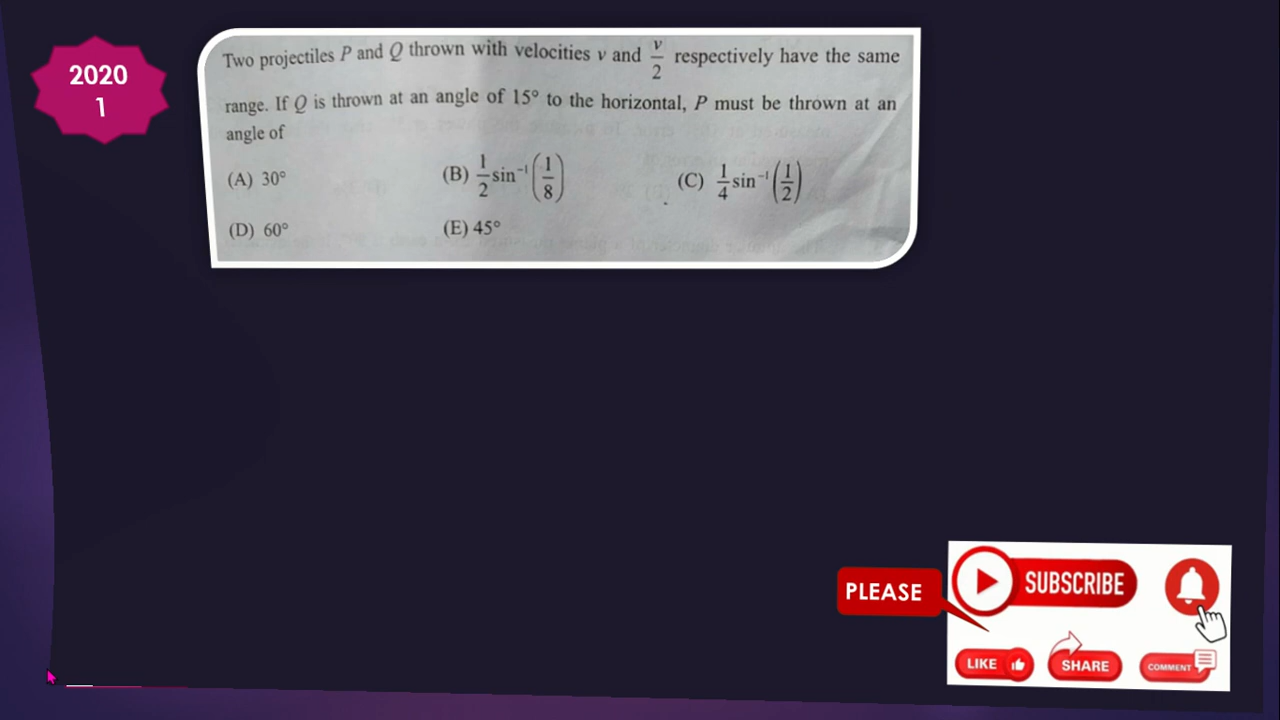 2020
1
Two projectiles P and Q thrown with velocities v and v/2 respectively have the same
range. If Q is thrown at an angle of 15° to the horizontal, P must be thrown at an
angle of
(A) 30° (B) 1/2 sin⁻¹(1/8) (C) 1/4 sin⁻¹(1/2)
(D) 60° (E) 45°
PLEASE
SUBSCRIBE
LIKE SHARE COMMENT